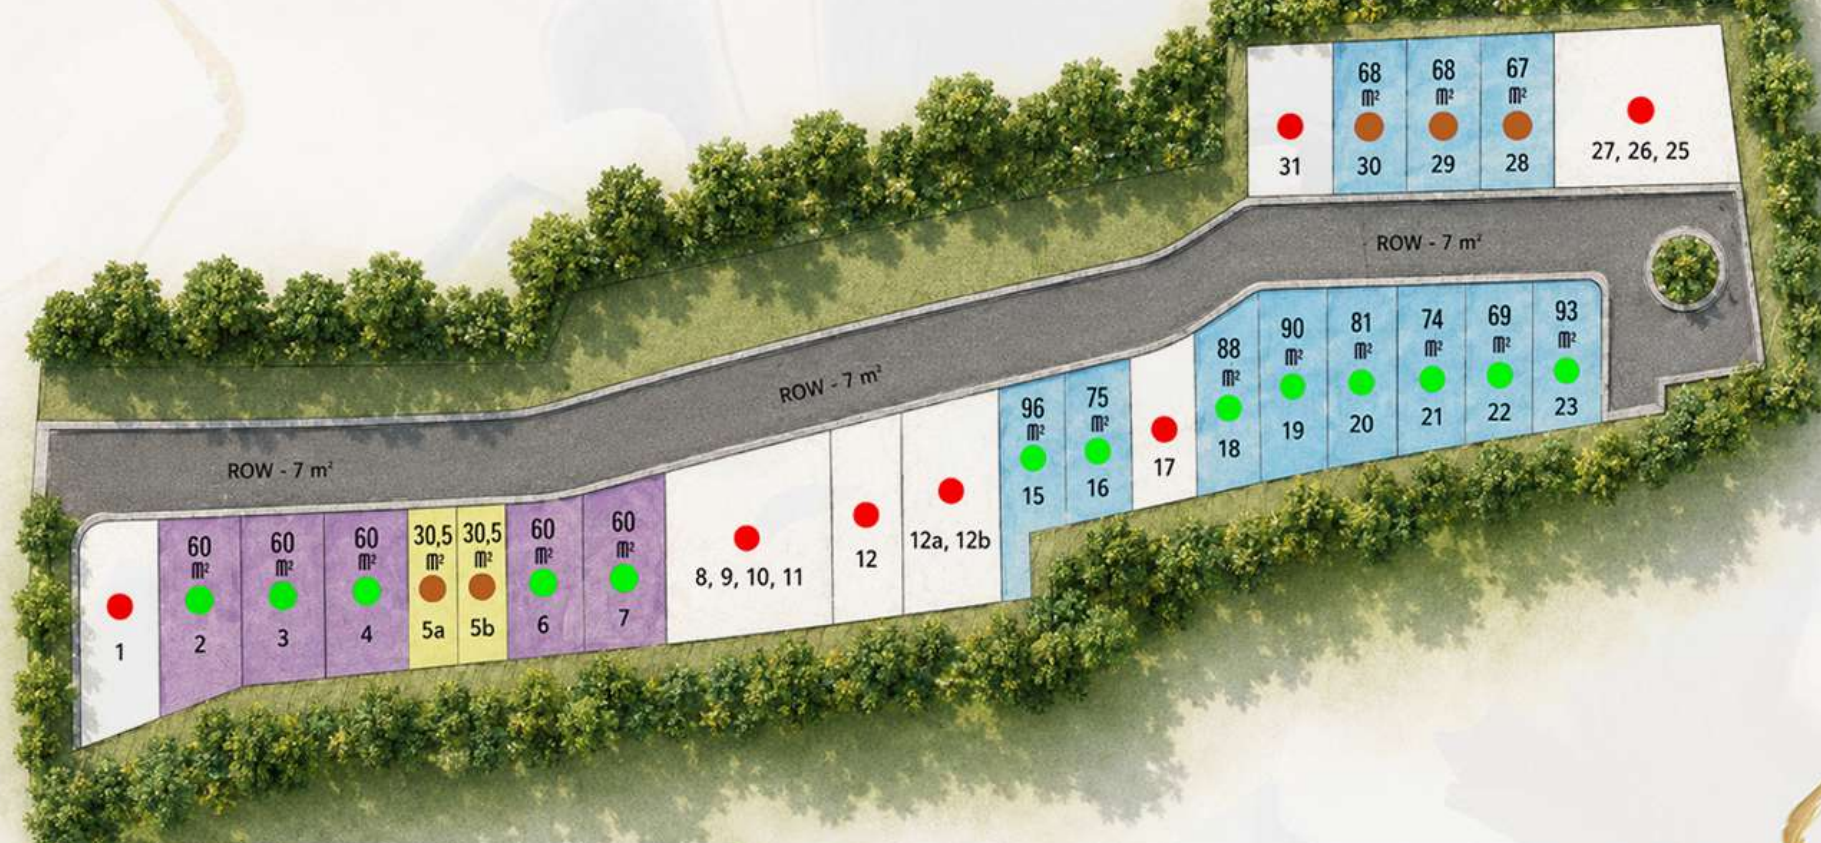 68
m²
30
68
m²
29
67
m²
28
31
27, 26, 25
ROW - 7 m²
ROW - 7 m²
ROW - 7 m²
1
60
m²
2
60
m²
3
60
m²
4
30,5
m²
5a
30,5
m²
5b
60
m²
6
60
m²
7
8, 9, 10, 11
12
12a, 12b
96
m²
15
75
m²
16
17
88
m²
18
90
m²
19
81
m²
20
74
m²
21
69
m²
22
93
m²
23